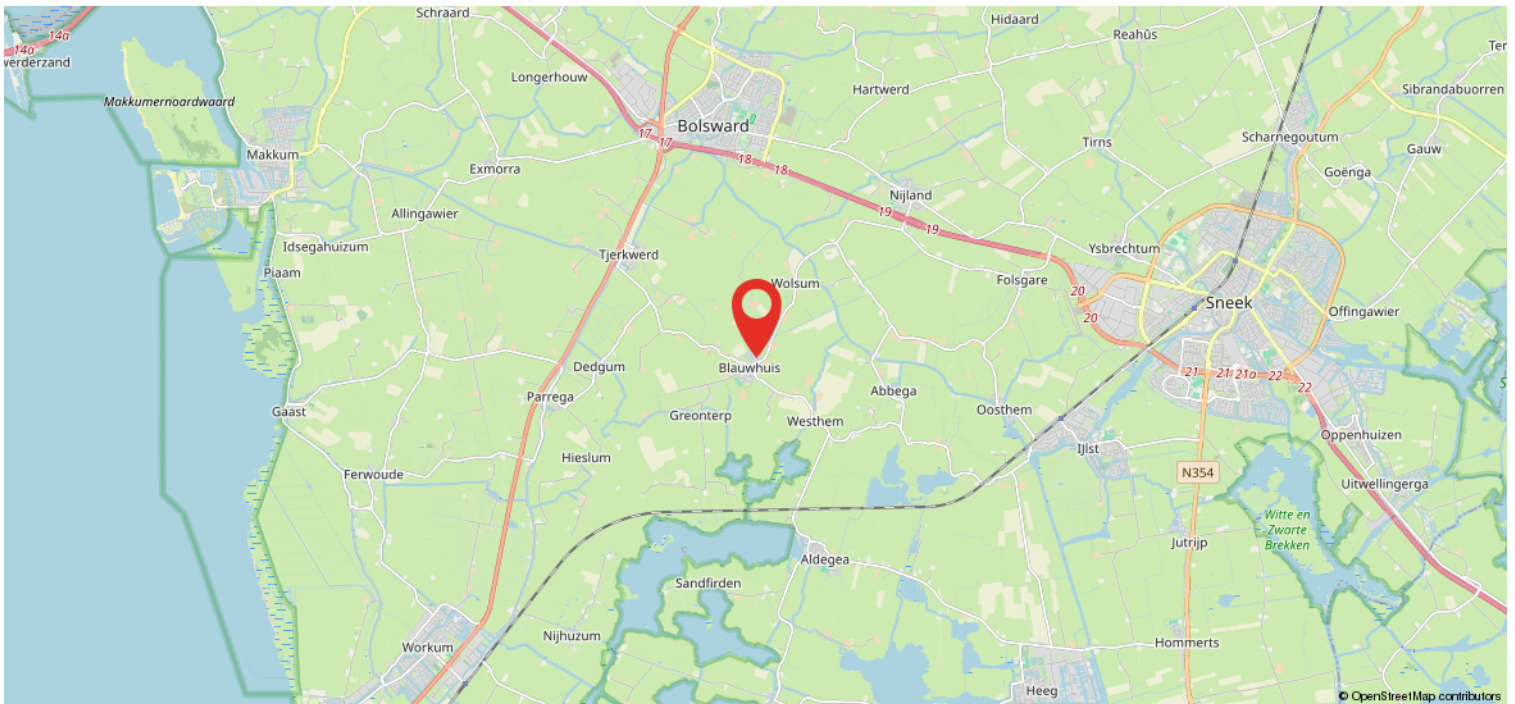 Schraard
Hidaard
14a
14a
Reahûs
werderzand
Longerhouw
Hartwerd
Sibrandabuorren
Makkumernoardwaard
Bolsward
17
17
Scharnegoutum
Makkum
18
18
Tirns
Gauw
Exmorra
Goënga
Nijland
Allingawier
19
19
Idsegahuizum
Tjerkwerd
Ysbrechtum
Piaam
Wolsum
Folsgare
20
Sneek
20
Offingawier
Dedgum
Blauwhuis
21
21
21a
22
22
Parrega
Abbega
Gaast
Greonterp
Westhem
Oosthem
Oppenhuizen
IJlst
Hieslum
Ferwoude
N354
Uitwellingerga
Witte en
Zwarte
Brekken
Jutrijp
Aldegea
Sandfirden
Nijhuzum
Workum
Hommerts
Heeg
© OpenStreetMap contributors